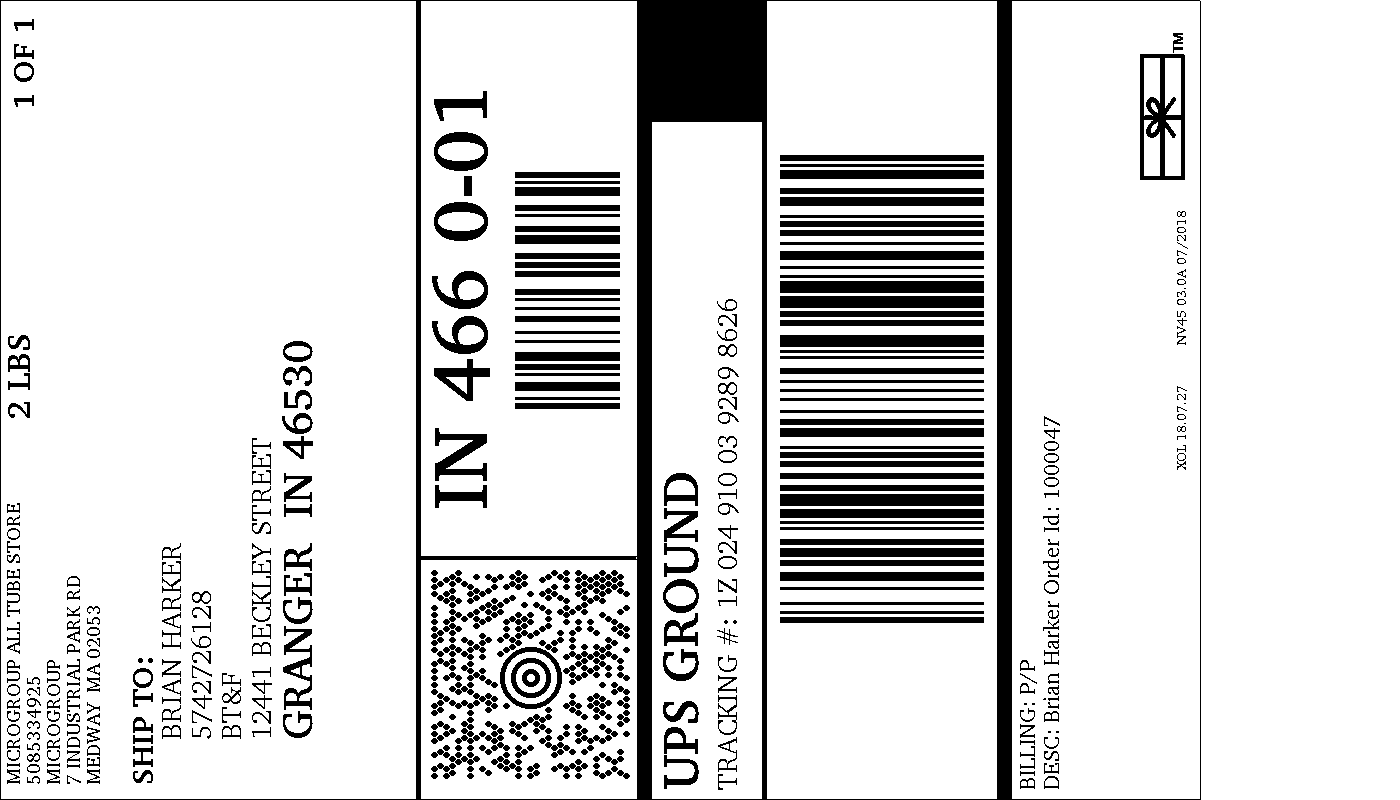 MICROGROUP ALL TUBE STORE
5085334925
MICROGROUP
7 INDUSTRIAL PARK RD
MEDWAY MA 02053
2 LBS
1 OF 1
SHIP TO:
BRIAN HARKER
5742726128
BT&F
12441 BECKLEY STREET
GRANGER IN 46530
IN 466 0-01
UPS GROUND
TRACKING #: 1Z 024 910 03 9289 8626
BILLING: P/P
DESC: Brian Harker Order Id: 1000047
XOL 18.07.27 NV45 03.0A 07/2018
TM